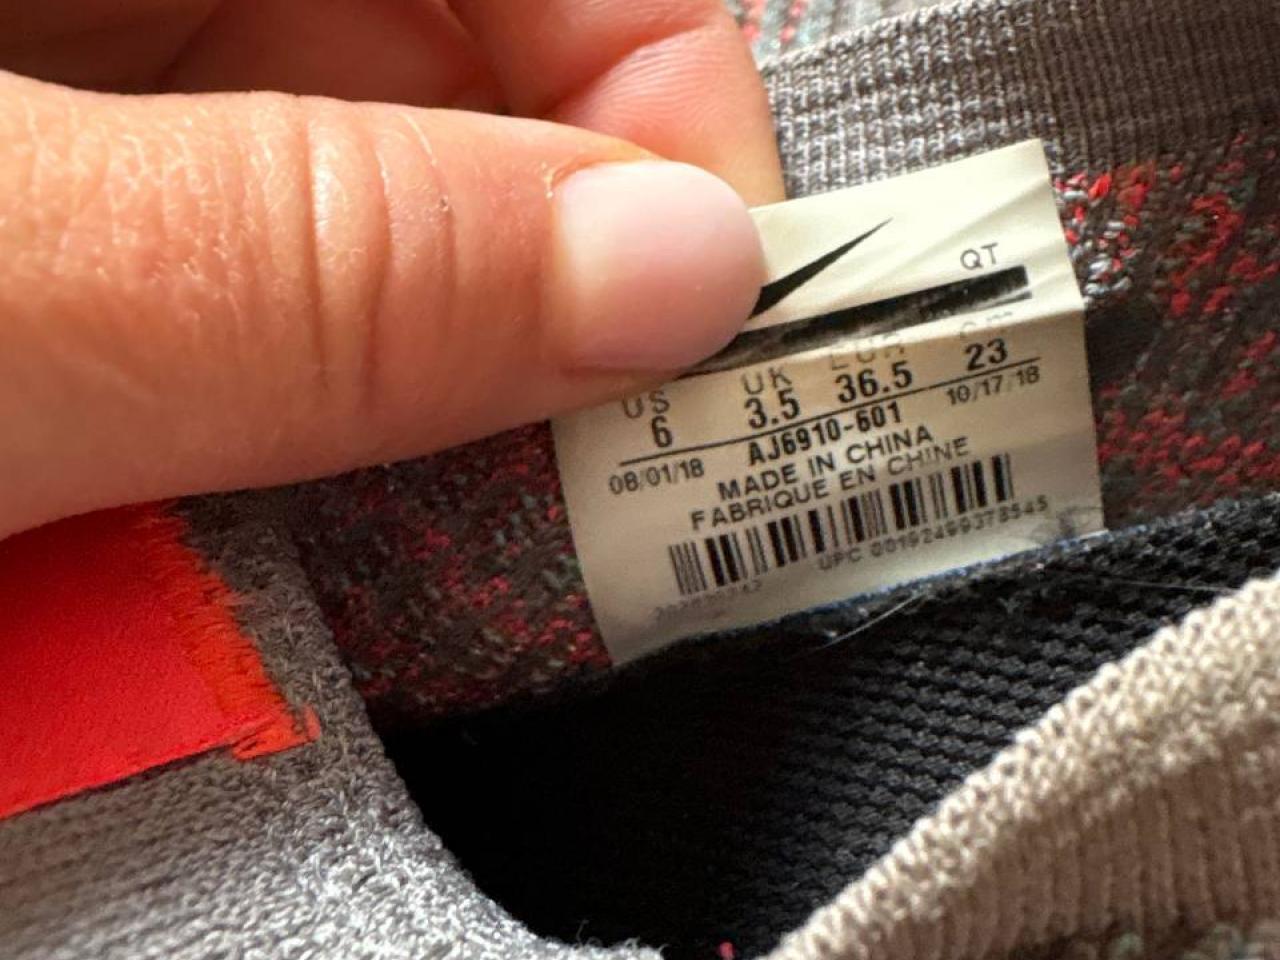 QT
US UK EUR cm
6 3.5 36.5 23
08/01/18 AJ6910-601 10/17/18
MADE IN CHINA
FABRIQUE EN CHINE
UPC 00192499378545